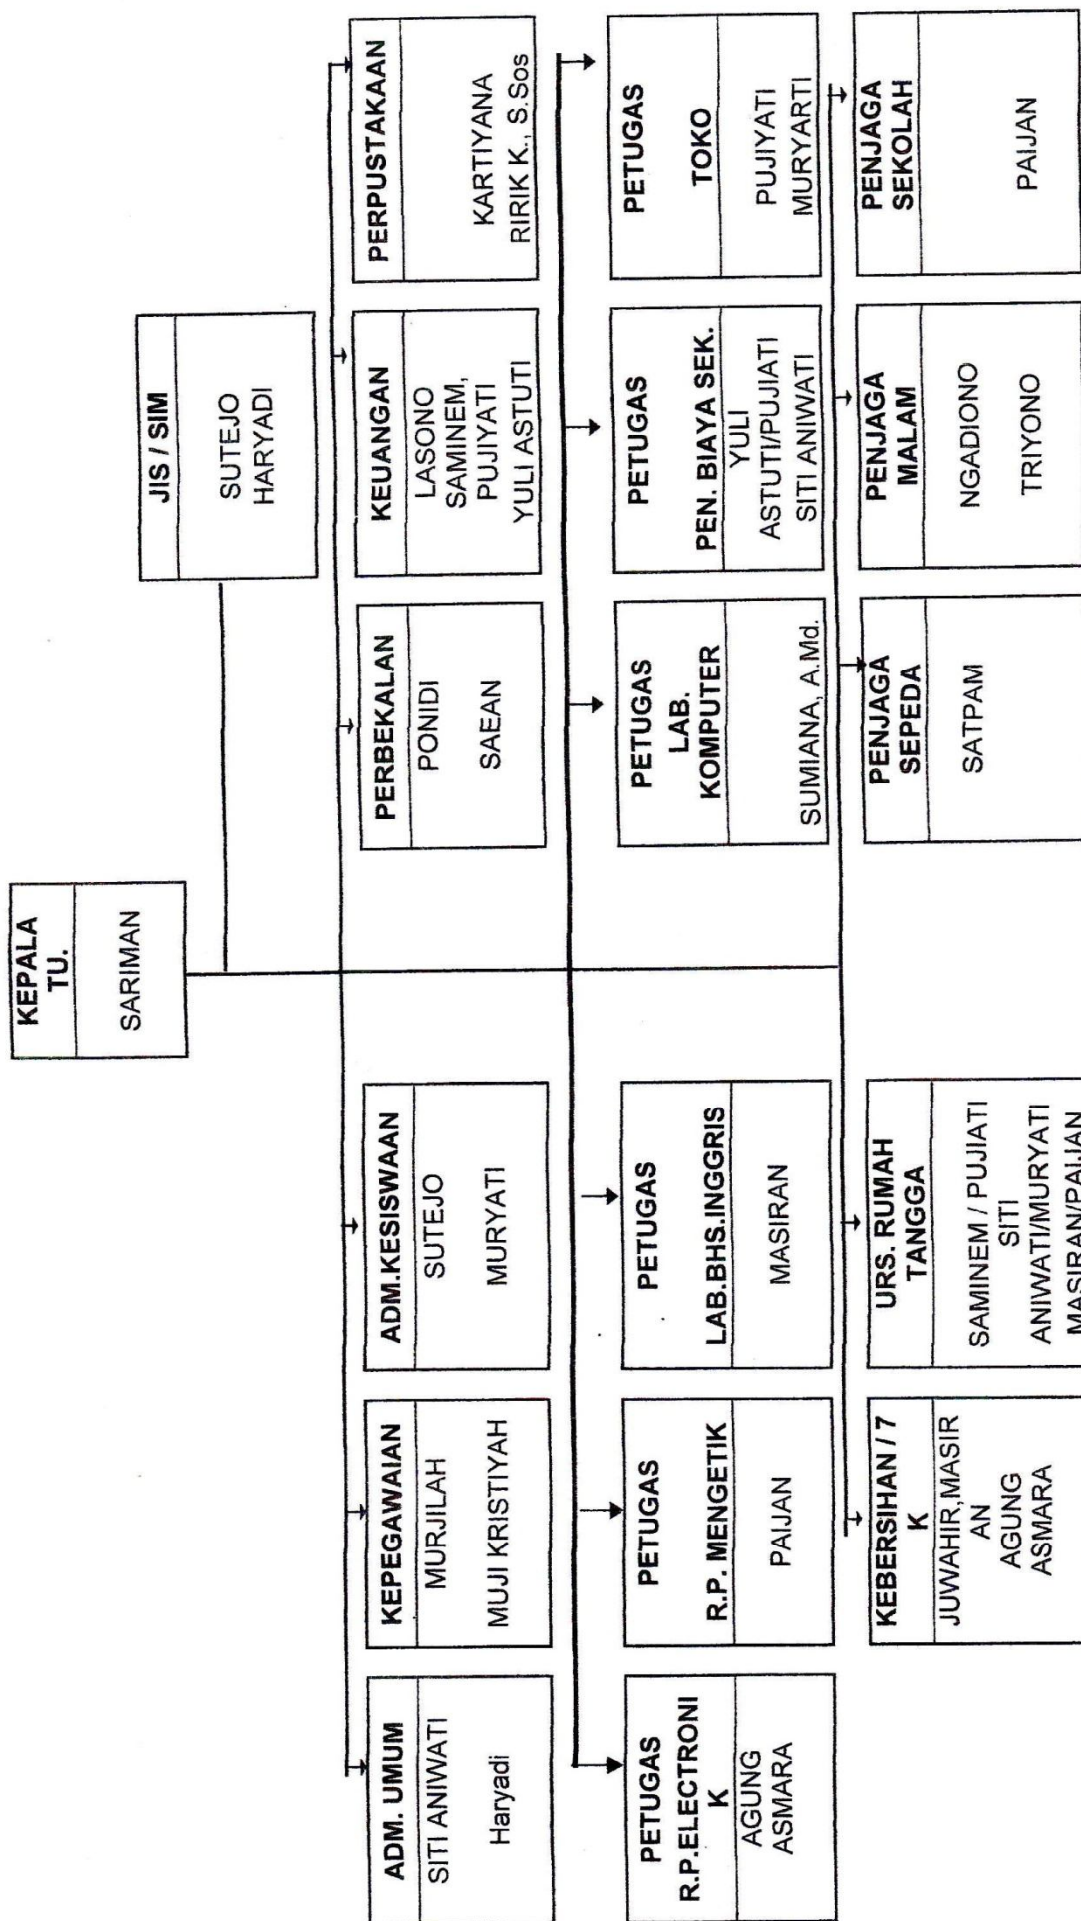 KEPALA
TU.
SARIMAN
JIS / SIM
SUTEJO
HARYADI
ADM. UMUM
SITI ANIWATI
Haryadi
KEPEGAWAIAN
MURJILAH
MUJI KRISTIYAH
ADM.KESISWAAN
SUTEJO
MURYATI
PERBEKALAN
PONIDI
SAEAN
KEUANGAN
LASONO
SAMINEM,
PUJIYATI
YULI ASTUTI
PERPUSTAKAAN
KARTIYANA
RIRIK K., S.Sos
PETUGAS
R.P.ELECTRONI
K
AGUNG
ASMARA
PETUGAS
R.P. MENGETIK
PAIJAN
PETUGAS
LAB.BHS.INGGRIS
MASIRAN
PETUGAS
LAB.
KOMPUTER
SUMIANA, A.Md.
PETUGAS
PEN. BIAYA SEK.
YULI
ASTUTI/PUJIATI
SITI ANIWATI
PETUGAS
TOKO
PUJIYATI
MURYARTI
KEBERSIHAN / 7
K
JUWAHIR,MASIR
AN
AGUNG
ASMARA
URS. RUMAH
TANGGA
SAMINEM / PUJIATI
SITI
ANIWATI/MURYATI
MASIRAN/PAIJAN
PENJAGA
SEPEDA
SATPAM
PENJAGA
MALAM
NGADIONO
TRIYONO
PENJAGA
SEKOLAH
PAIJAN